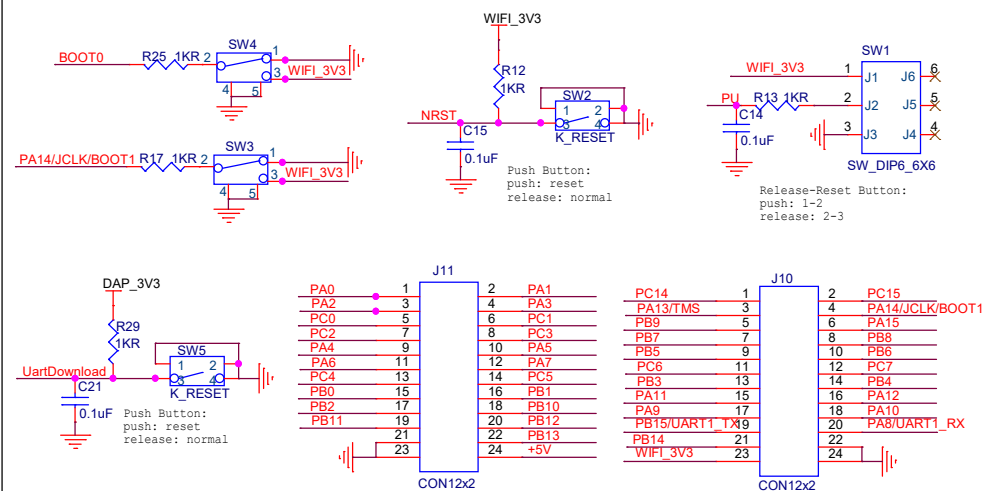 WIFI_3V3
BOOT0
R25 1KR 2
SW4
1
3
WIFI_3V3
4 5
PA14/JCLK/BOOT1
R17 1KR 2
SW3
1
3
WIFI_3V3
4 5
R12
1KR
NRST
C15
0.1uF
SW2
1 2
3 4
K_RESET
Push Button:
push: reset
release: normal
SW1
WIFI_3V3
1 J1 J6 6
PU
R13 1KR
2 J2 J5 5
C14
0.1uF
3 J3 J4 4
SW_DIP6_6X6
Release-Reset Button:
push: 1-2
release: 2-3
DAP_3V3
R29
1KR
UartDownload
C21
0.1uF
SW5
1 2
3 4
K_RESET
Push Button:
push: reset
release: normal
J11
PA0 1 2 PA1
PA2 3 4 PA3
PC0 5 6 PC1
PC2 7 8 PC3
PA4 9 10 PA5
PA6 11 12 PA7
PC4 13 14 PC5
PB0 15 16 PB1
PB2 17 18 PB10
PB11 19 20 PB12
21 22 PB13
23 24 +5V
CON12x2
J10
PC14 1 2 PC15
PA13/TMS 3 4 PA14/JCLK/BOOT1
PB9 5 6 PA15
PB7 7 8 PB8
PB5 9 10 PB6
PC6 11 12 PC7
PB3 13 14 PB4
PA11 15 16 PA12
PA9 17 18 PA10
PB15/UART1_TX 19 20 PA8/UART1_RX
PB14 21 22
WIFI_3V3 23 24
CON12x2